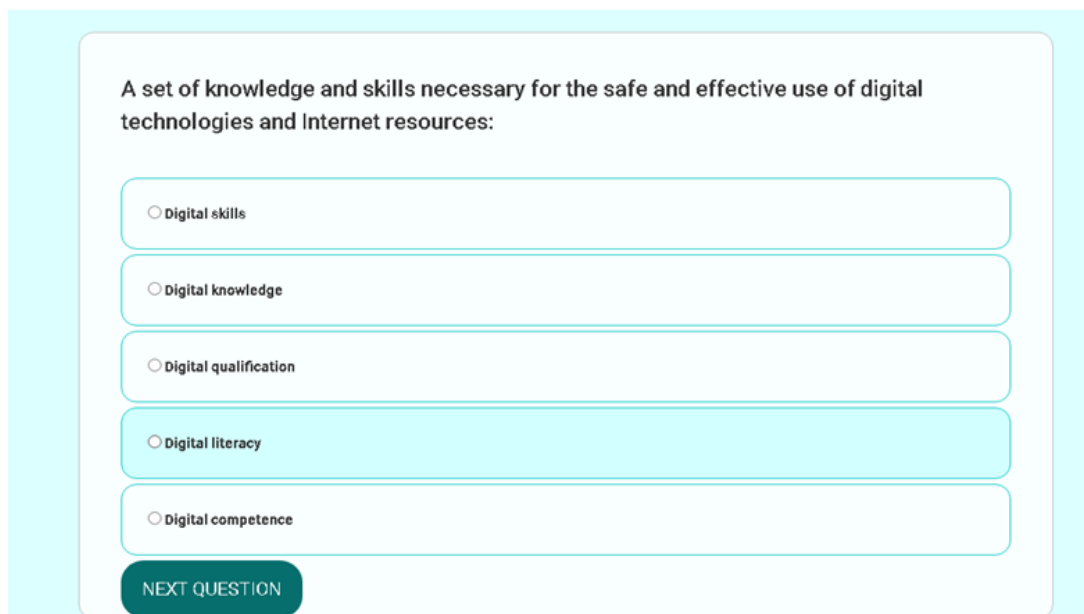 A set of knowledge and skills necessary for the safe and effective use of digital
technologies and Internet resources:
Digital skills
Digital knowledge
Digital qualification
Digital literacy
Digital competence
NEXT QUESTION